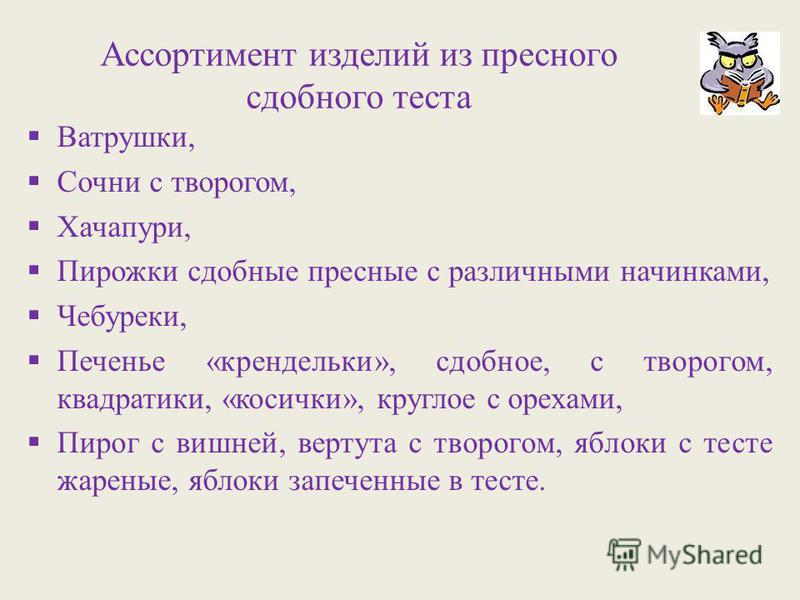 Ассортимент изделий из пресного
сдобного теста
▪ Ватрушки,
▪ Сочни с творогом,
▪ Хачапури,
▪ Пирожки сдобные пресные с различными начинками,
▪ Чебуреки,
▪ Печенье «крендельки», сдобное, с творогом,
квадратики, «косички», круглое с орехами,
▪ Пирог с вишней, вертута с творогом, яблоки с тесте
жареные, яблоки запеченные в тесте.
MyShared